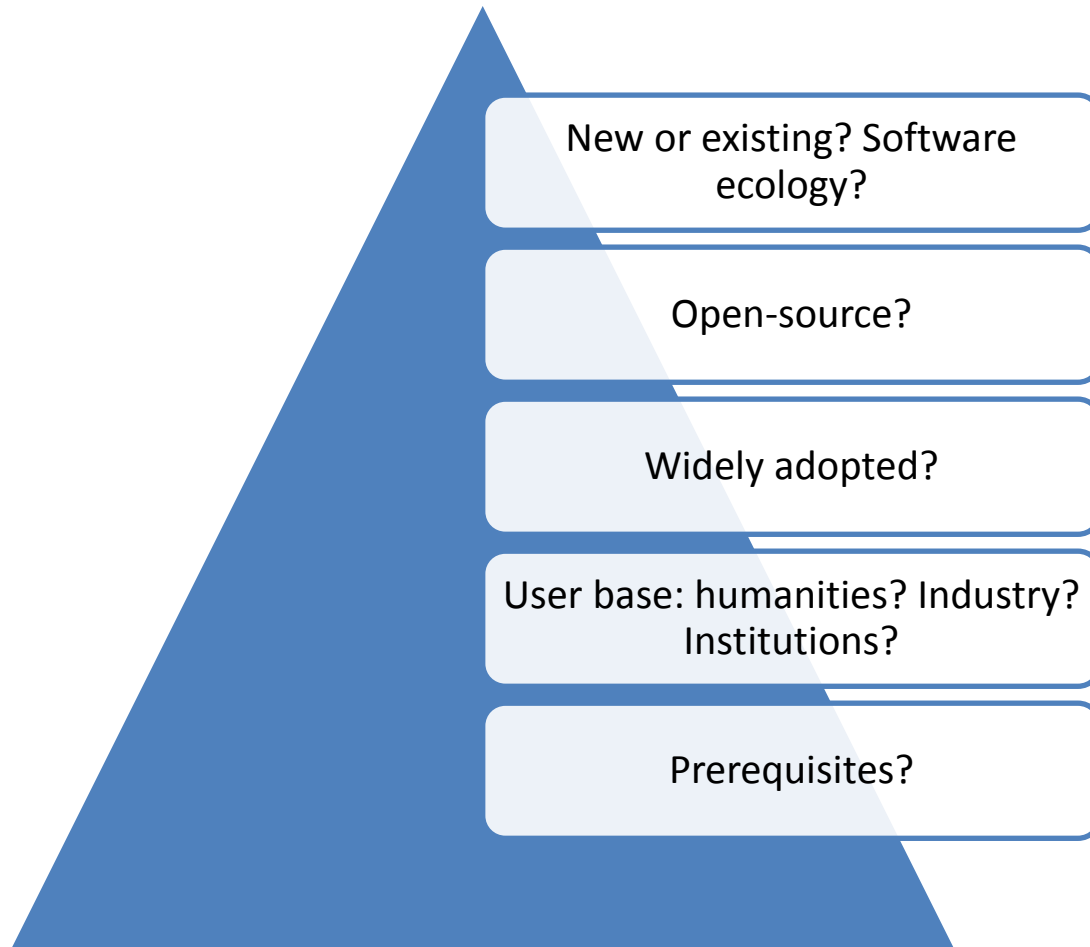 New or existing? Software
ecology?
Open-source?
Widely adopted?
User base: humanities? Industry?
Institutions?
Prerequisites?